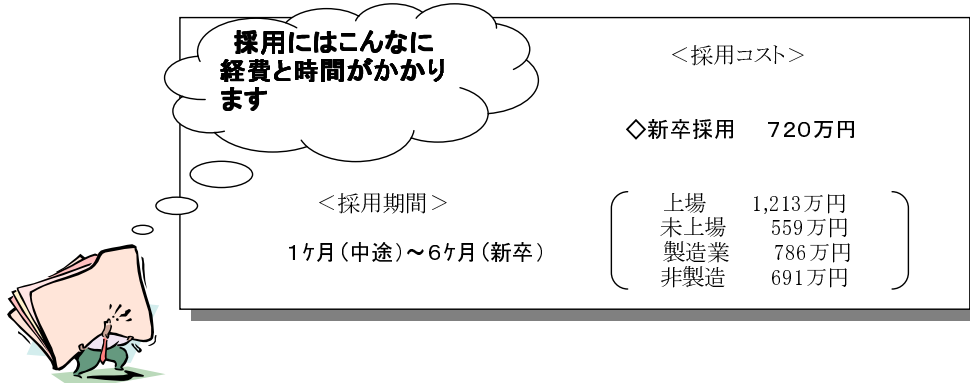 採用にはこんなに
経費と時間がかかり
ます
＜採用コスト＞
◇新卒採用　７２０万円
＜採用期間＞
１ケ月（中途）～６ケ月（新卒）
上場　1,213万円
未上場　559万円
製造業　786万円
非製造　691万円